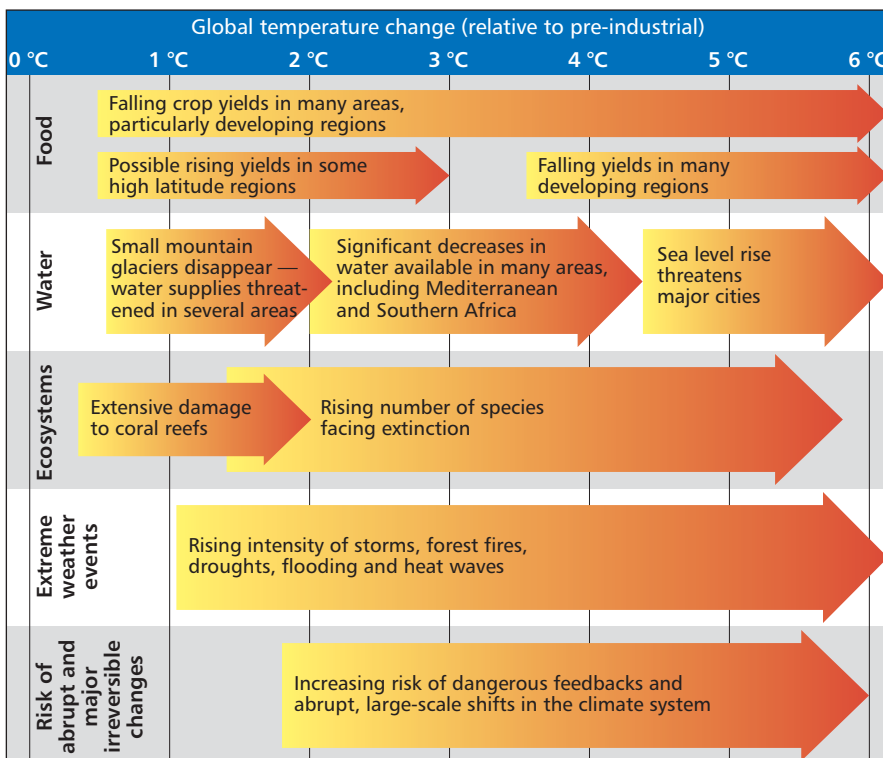 Global temperature change (relative to pre-industrial)
0 °C 1 °C 2 °C 3 °C 4 °C 5 °C 6 °C
Food
Falling crop yields in many areas,
particularly developing regions
Possible rising yields in some
high latitude regions
Falling yields in many
developing regions
Water
Small mountain
glaciers disappear —
water supplies threat-
ened in several areas
Significant decreases in
water available in many areas,
including Mediterranean
and Southern Africa
Sea level rise
threatens
major cities
Ecosystems
Extensive damage
to coral reefs
Rising number of species
facing extinction
Extreme
weather
events
Rising intensity of storms, forest fires,
droughts, flooding and heat waves
Risk of
abrupt and
major
irreversible
changes
Increasing risk of dangerous feedbacks and
abrupt, large-scale shifts in the climate system